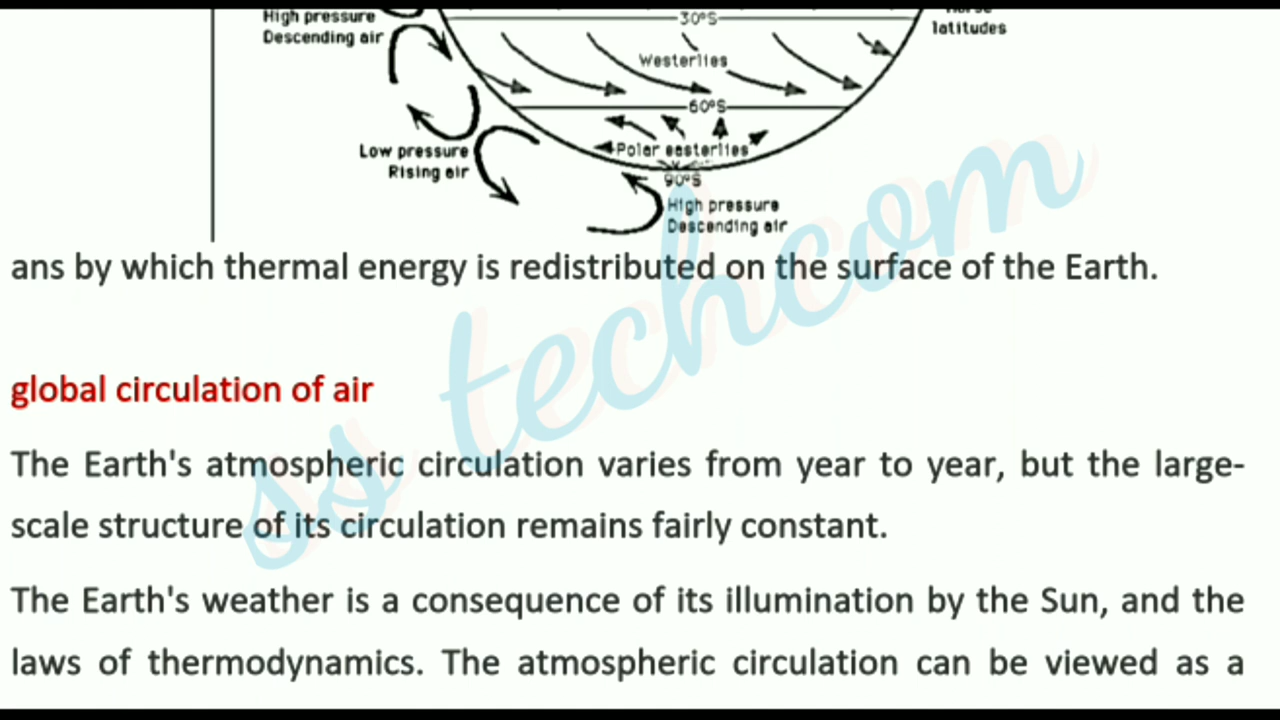 High pressure
Descending air
30°S
latitudes
Westerlies
60°S
Polar easterlies
Low pressure
Rising air
90°S
High pressure
Descending air
ans by which thermal energy is redistributed on the surface of the Earth.
global circulation of air
The Earth's atmospheric circulation varies from year to year, but the large-
scale structure of its circulation remains fairly constant.
The Earth's weather is a consequence of its illumination by the Sun, and the
laws of thermodynamics. The atmospheric circulation can be viewed as a
ss techcom